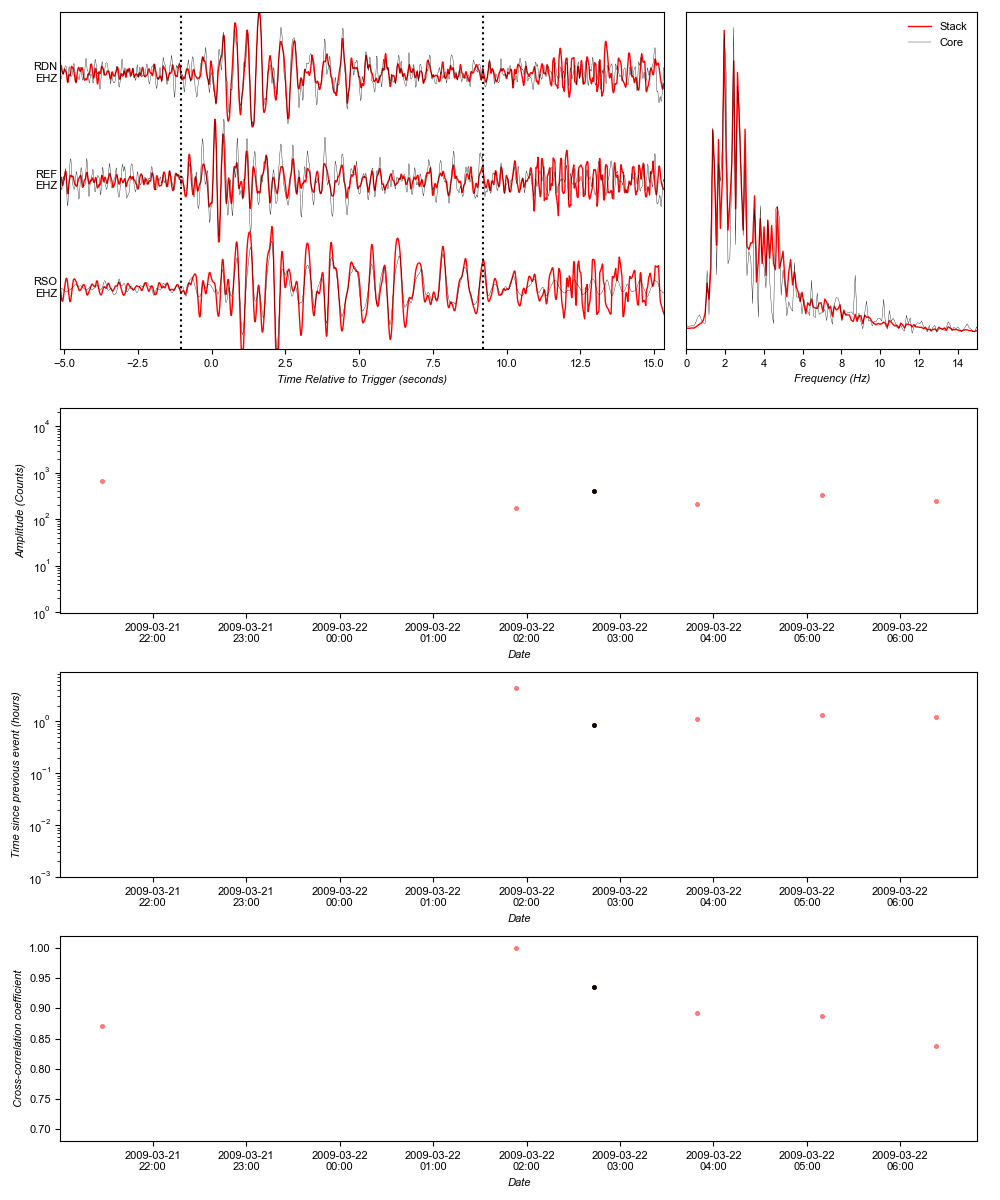 RDN
EHZ
REF
EHZ
RSO
EHZ
−5.0 −2.5 0.0 2.5 5.0 7.5 10.0 12.5 15.0
Time Relative to Trigger (seconds)
Stack
Core
0 2 4 6 8 10 12 14
Frequency (Hz)
Amplitude (Counts)
10^4
10^3
10^2
10^1
10^0
2009-03-21 2009-03-21 2009-03-22 2009-03-22 2009-03-22 2009-03-22 2009-03-22 2009-03-22 2009-03-22
22:00 23:00 00:00 01:00 02:00 03:00 04:00 05:00 06:00
Date
Time since previous event (hours)
10^0
10^−1
10^−2
10^−3
2009-03-21 2009-03-21 2009-03-22 2009-03-22 2009-03-22 2009-03-22 2009-03-22 2009-03-22 2009-03-22
22:00 23:00 00:00 01:00 02:00 03:00 04:00 05:00 06:00
Date
Cross-correlation coefficient
1.00
0.95
0.90
0.85
0.80
0.75
0.70
2009-03-21 2009-03-21 2009-03-22 2009-03-22 2009-03-22 2009-03-22 2009-03-22 2009-03-22 2009-03-22
22:00 23:00 00:00 01:00 02:00 03:00 04:00 05:00 06:00
Date